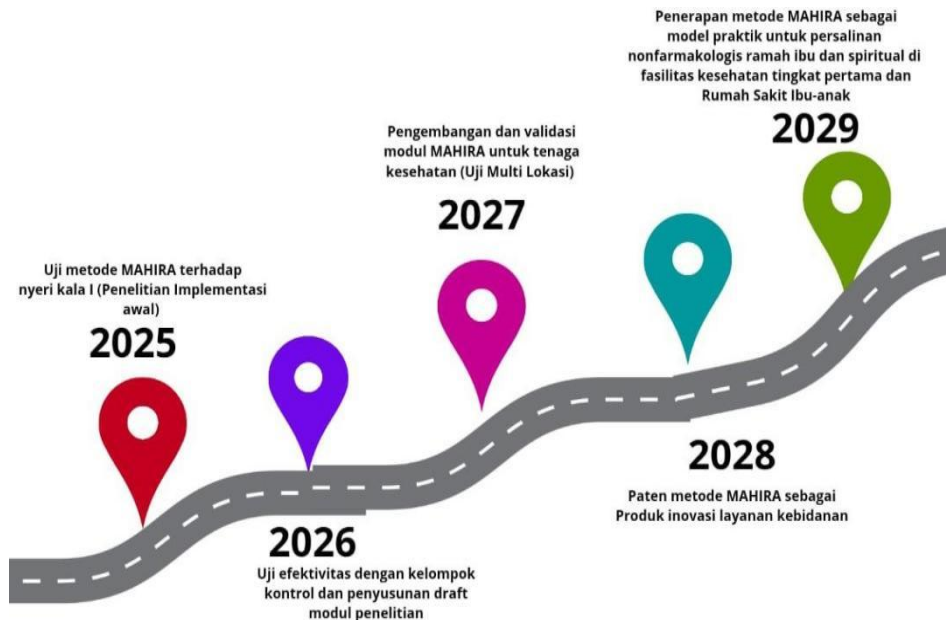 Uji metode MAHIRA terhadap
nyeri kala I (Penelitian Implementasi
awal)
2025
2026
Uji efektivitas dengan kelompok
kontrol dan penyusunan draft
modul penelitian
Pengembangan dan validasi
modul MAHIRA untuk tenaga
kesehatan (Uji Multi Lokasi)
2027
2028
Paten metode MAHIRA sebagai
Produk inovasi layanan kebidanan
Penerapan metode MAHIRA sebagai
model praktik untuk persalinan
nonfarmakologis ramah ibu dan spiritual di
fasilitas kesehatan tingkat pertama dan
Rumah Sakit Ibu-anak
2029